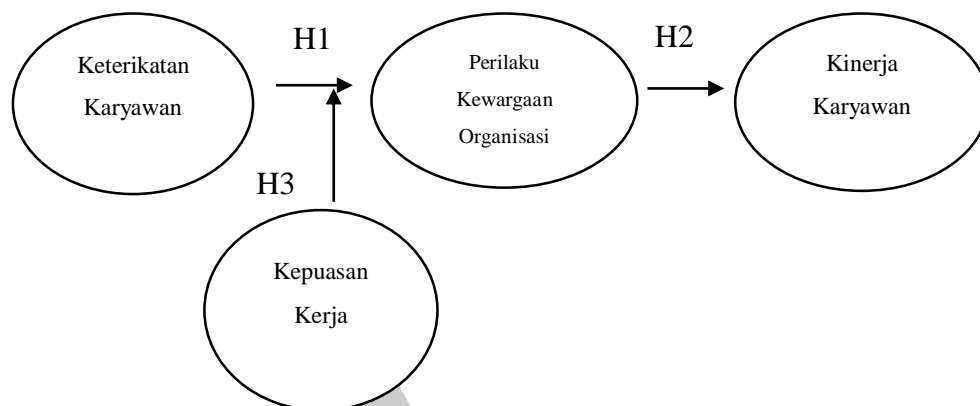 H1
H2
Keterikatan
Karyawan
Perilaku
Kewargaan
Organisasi
Kinerja
Karyawan
H3
Kepuasan
Kerja